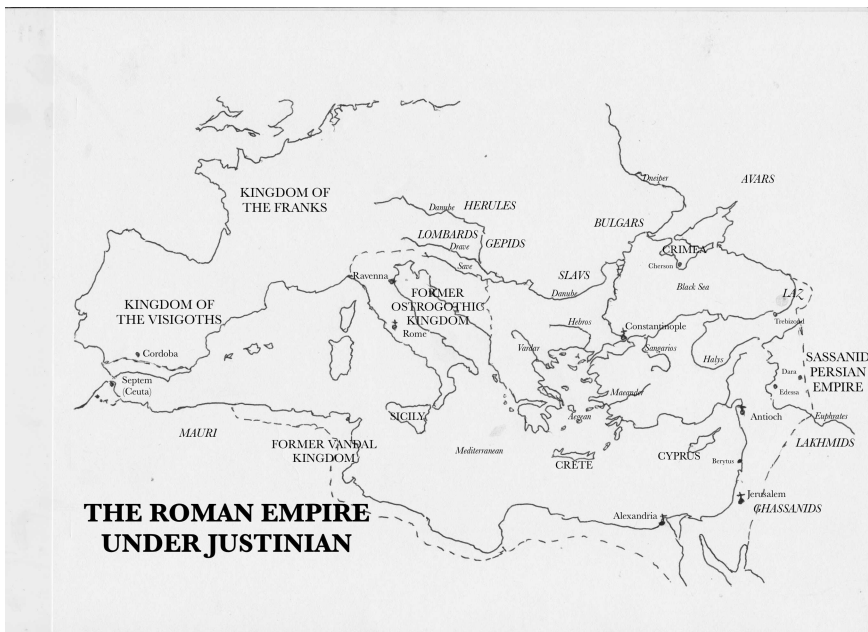 Dneiper
AVARS
KINGDOM OF
THE FRANKS
Danube
HERULES
BULGARS
LOMBARDS
GEPIDS
Drave
CRIMEA
Cherson
Save
SLAVS
Ravenna
Black Sea
LAZ
FORMER
OSTROGOTHIC
KINGDOM
Danube
KINGDOM OF
THE VISIGOTHS
Hebros
Trebizond
Rome
Constantinople
Vardar
Sangarios
Halys
Cordoba
SASSANID
PERSIAN
EMPIRE
Dara
Edessa
Septem
(Ceuta)
Maeander
SICILY
Aegean
Antioch
Euphrates
MAURI
FORMER VANDAL
KINGDOM
LAKHMIDS
Mediterranean
CYPRUS
CRETE
Berytus
Jerusalem
GHASSANIDS
THE ROMAN EMPIRE
UNDER JUSTINIAN
Alexandria